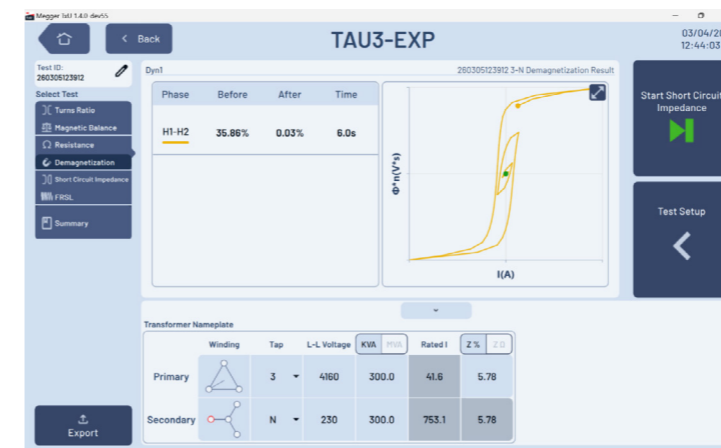 Megger TAU 1.4.0 dev55
Back
TAU3-EXP
12:44:03
Test ID:
260305123912
Select Test
Turns Ratio
Magnetic Balance
Resistance
Demagnetization
Short Circuit Impedance
FRSL
Summary
Export
Dyn1
260305123912 3-N Demagnetization Result
Phase Before After Time
H1-H2 35.86% 0.03% 6.0s
Φ*n(V*s)
I(A)
Start Short Circuit
Impedance
Test Setup
Transformer Nameplate
Winding Tap L-L Voltage KVA MVA Rated I Z % Z Ω
Primary 3 4160 300.0 41.6 5.78
Secondary N 230 300.0 753.1 5.78